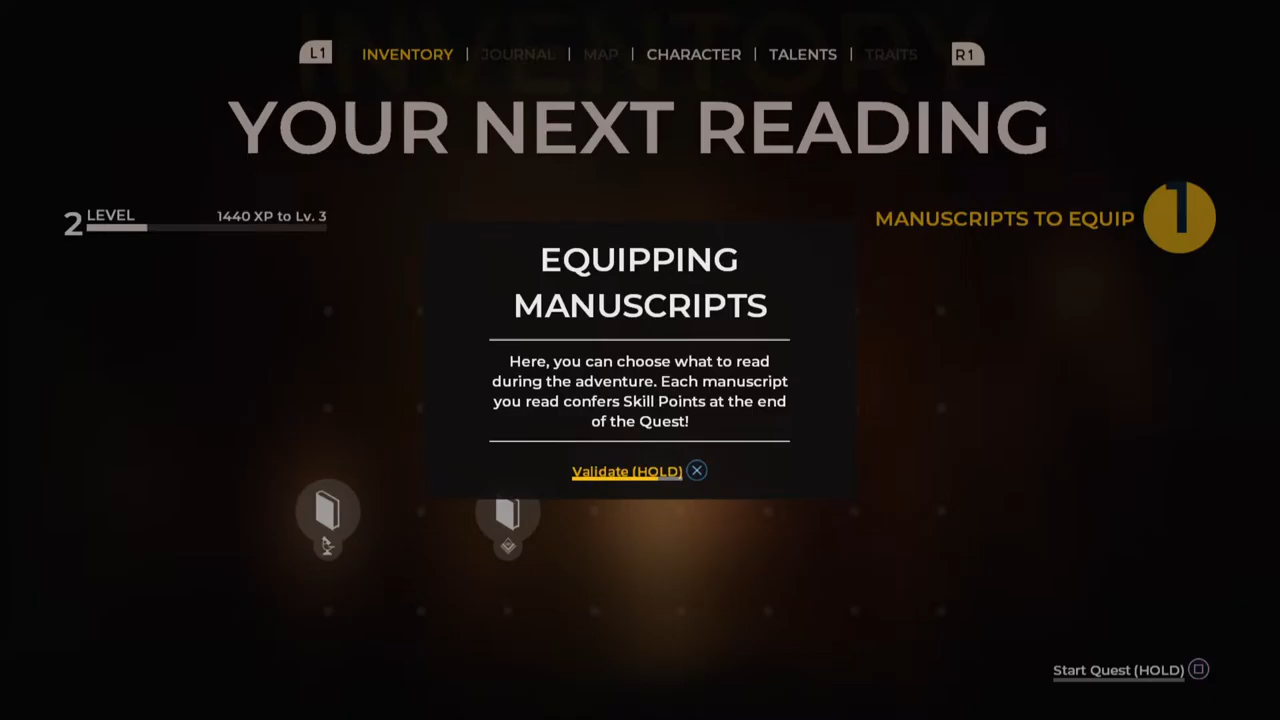 INVENTORY
L1 INVENTORY | JOURNAL | MAP | CHARACTER | TALENTS | TRAITS R1
YOUR NEXT READING
2 LEVEL 1440 XP to Lv. 3
MANUSCRIPTS TO EQUIP 1
EQUIPPING
MANUSCRIPTS
Here, you can choose what to read
during the adventure. Each manuscript
you read confers Skill Points at the end
of the Quest!
Validate (HOLD)
Start Quest (HOLD)